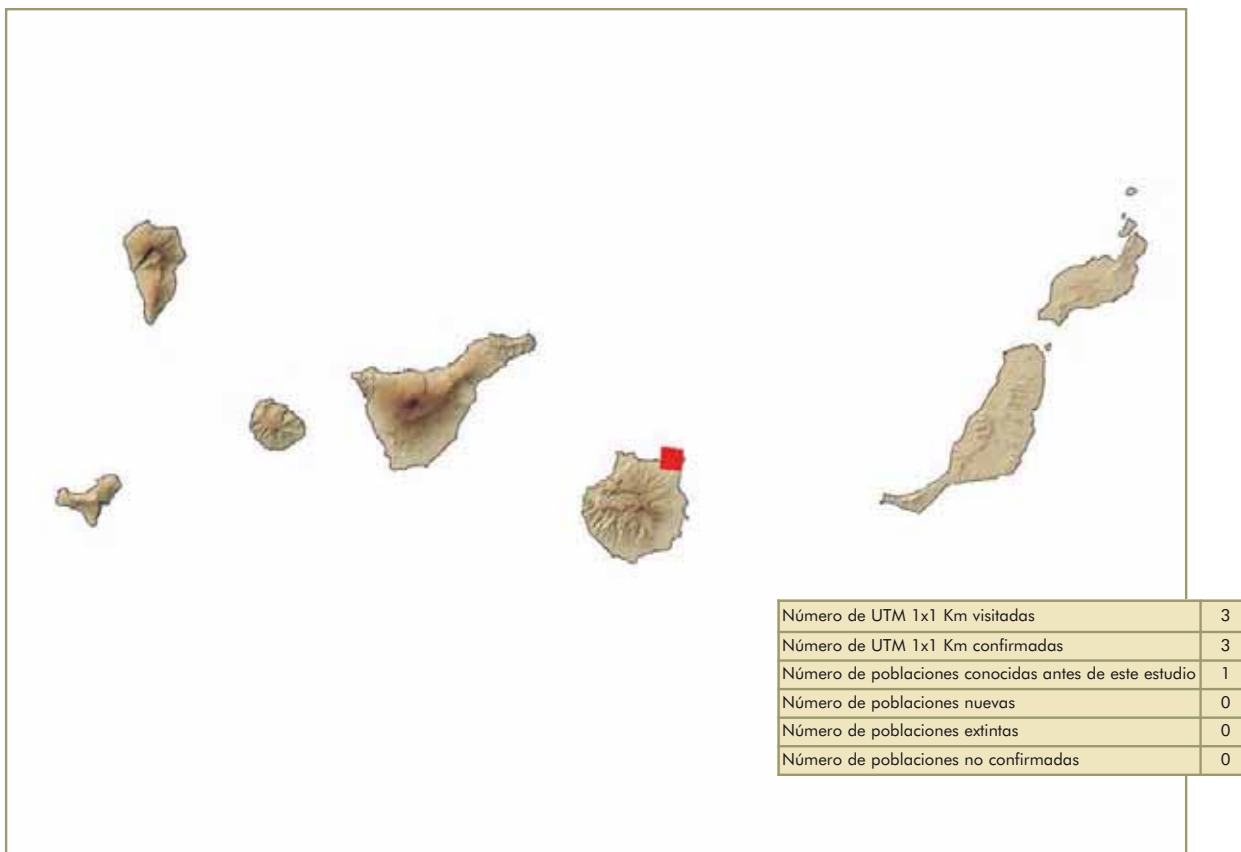 Número de UTM 1x1 Km visitadas 3
Número de UTM 1x1 Km confirmadas 3
Número de poblaciones conocidas antes de este estudio 1
Número de poblaciones nuevas 0
Número de poblaciones extintas 0
Número de poblaciones no confirmadas 0